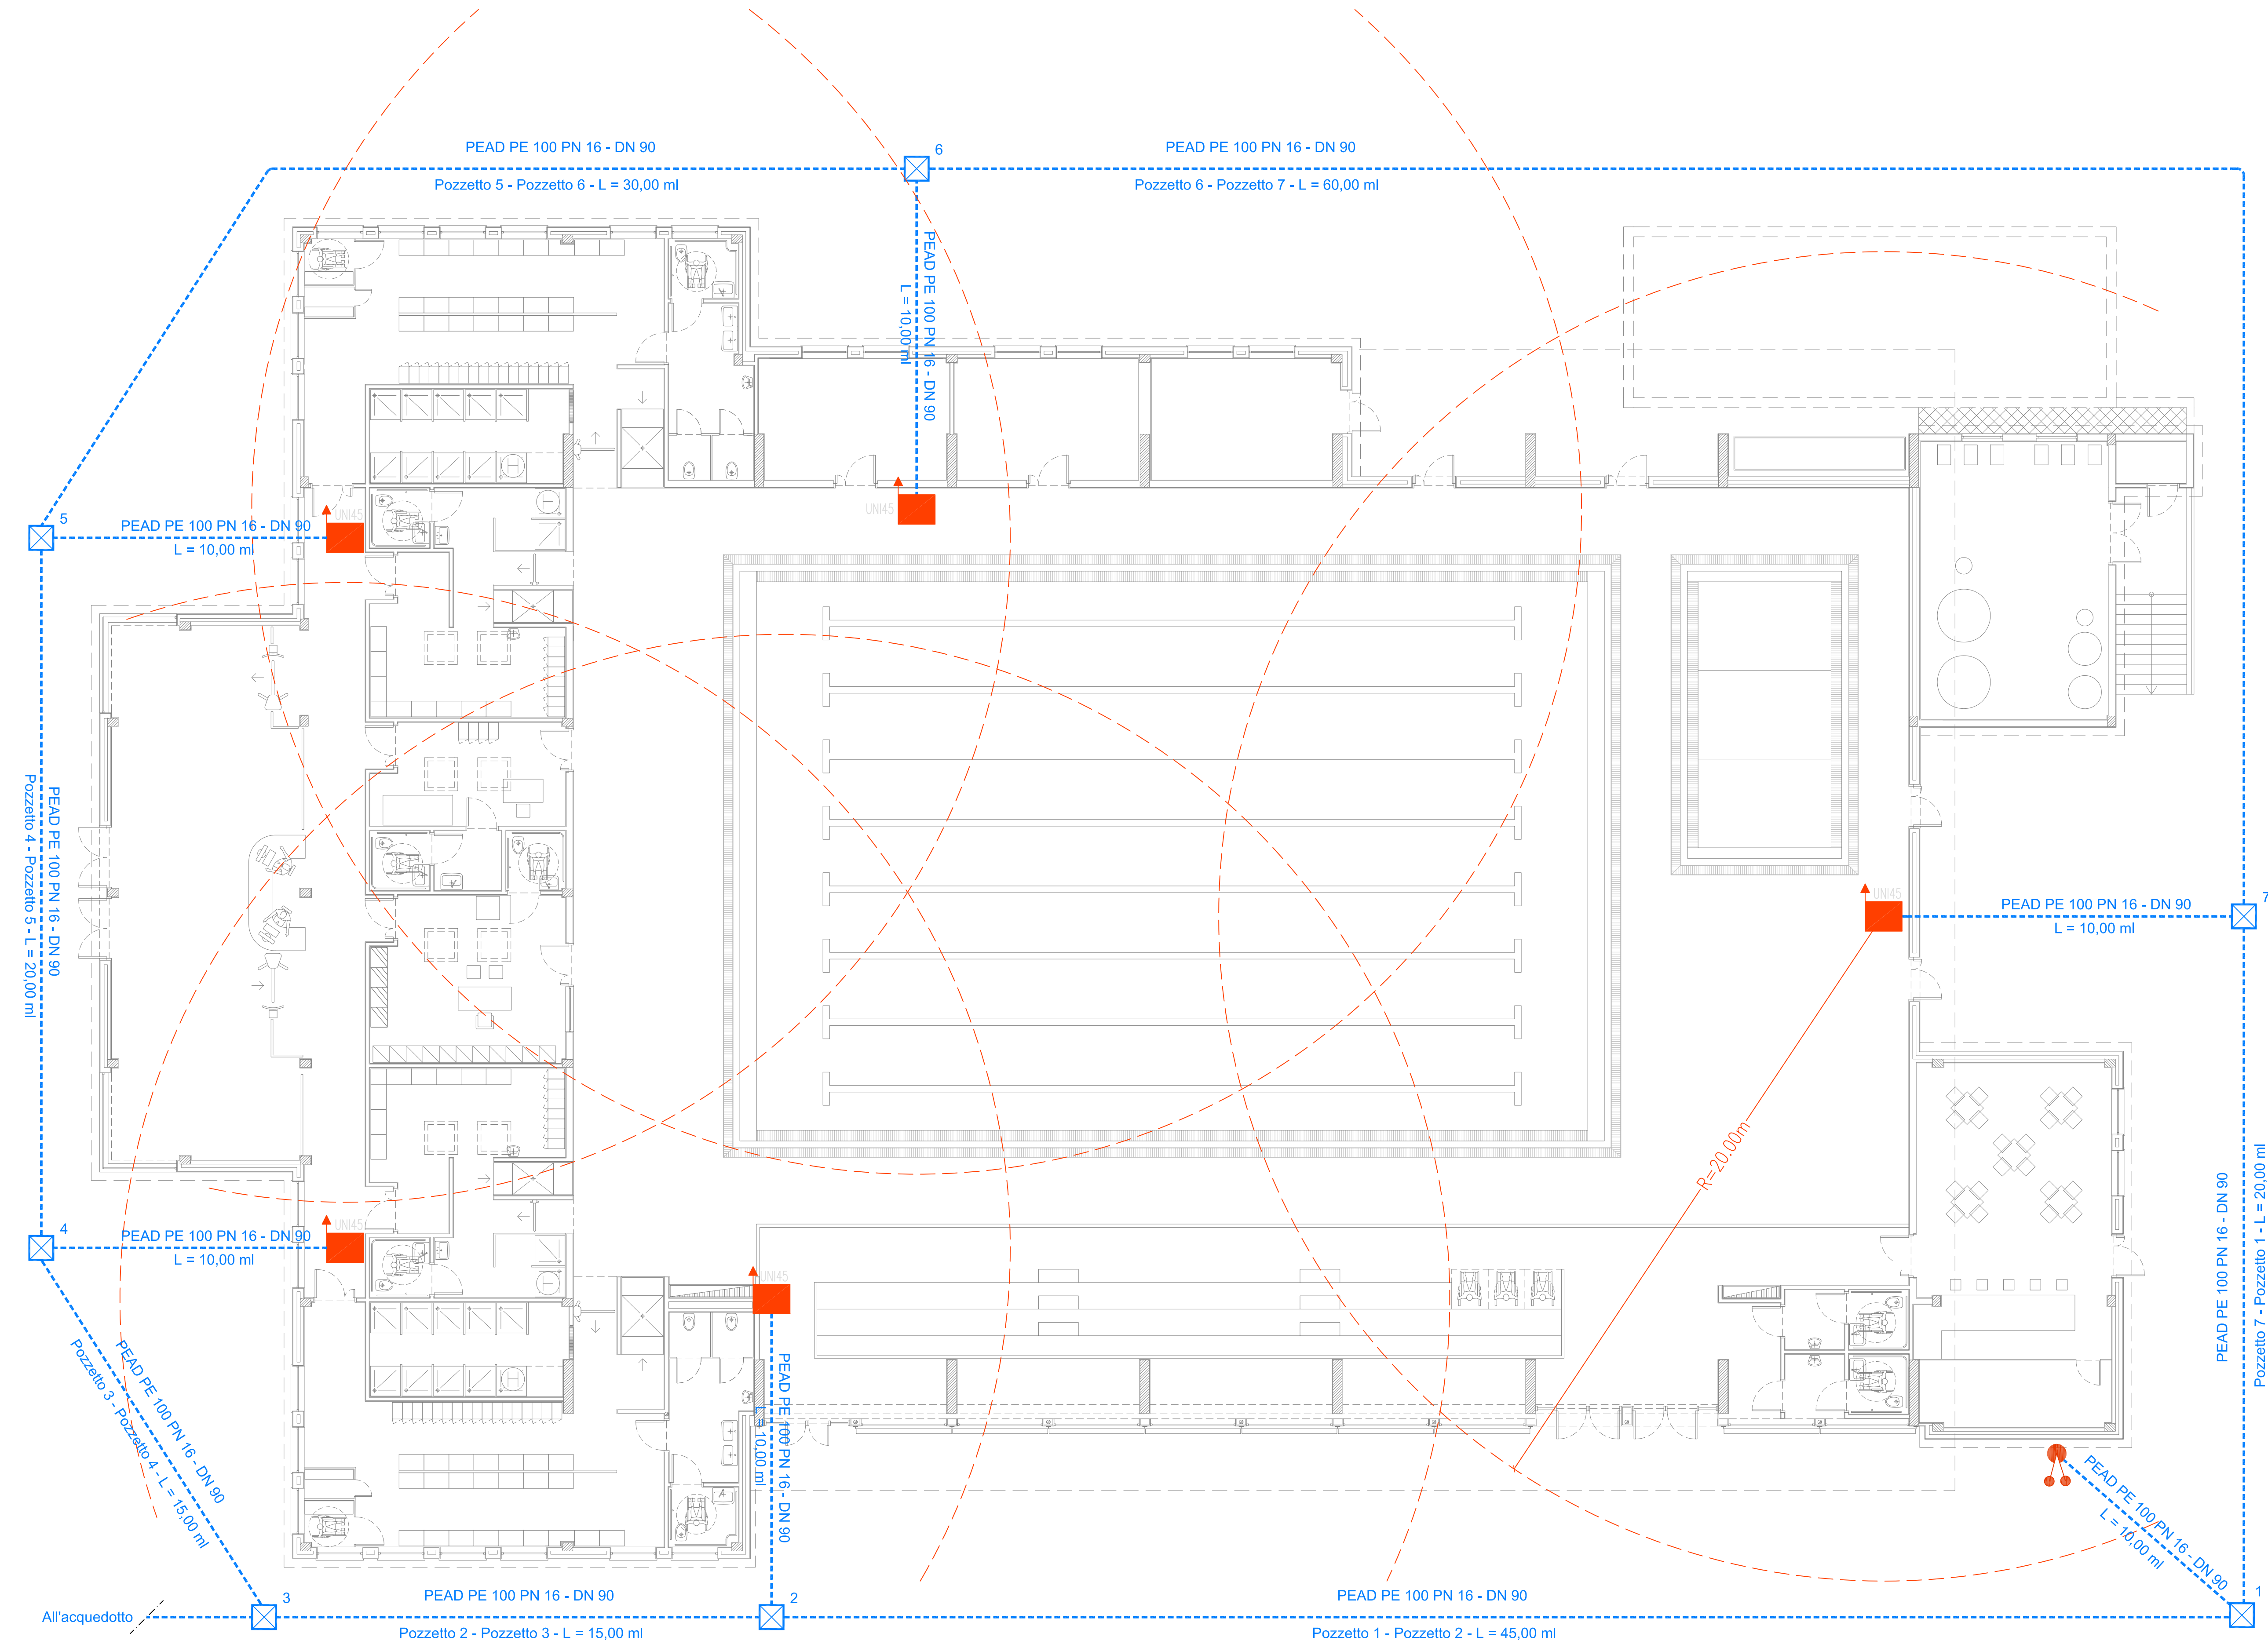 PEAD PE 100 PN 16 - DN 90
6
PEAD PE 100 PN 16 - DN 90
Pozzetto 5 - Pozzetto 6 - L = 30,00 ml
Pozzetto 6 - Pozzetto 7 - L = 60,00 ml
PEAD PE 100 PN 16 - DN 90
L = 10,00 ml
5
PEAD PE 100 PN 16 - DN 90
L = 10,00 ml
UNI45
UNI45
H
H
PEAD PE 100 PN 16 - DN 90
Pozzetto 4 - Pozzetto 5 - L = 20,00 ml
UNI45
7
PEAD PE 100 PN 16 - DN 90
L = 10,00 ml
R=20.00m
4
PEAD PE 100 PN 16 - DN 90
L = 10,00 ml
UNI45
UNI45
H
H
PEAD PE 100 PN 16 - DN 90
Pozzetto 7 - Pozzetto 1 - L = 20,00 ml
PEAD PE 100 PN 16 - DN 90
Pozzetto 3 - Pozzetto 4 - L = 15,00 ml
PEAD PE 100 PN 16 - DN 90
L = 10,00 ml
PEAD PE 100 PN 16 - DN 90
L = 10,00 ml
All'acquedotto
3
PEAD PE 100 PN 16 - DN 90
2
PEAD PE 100 PN 16 - DN 90
1
Pozzetto 2 - Pozzetto 3 - L = 15,00 ml
Pozzetto 1 - Pozzetto 2 - L = 45,00 ml